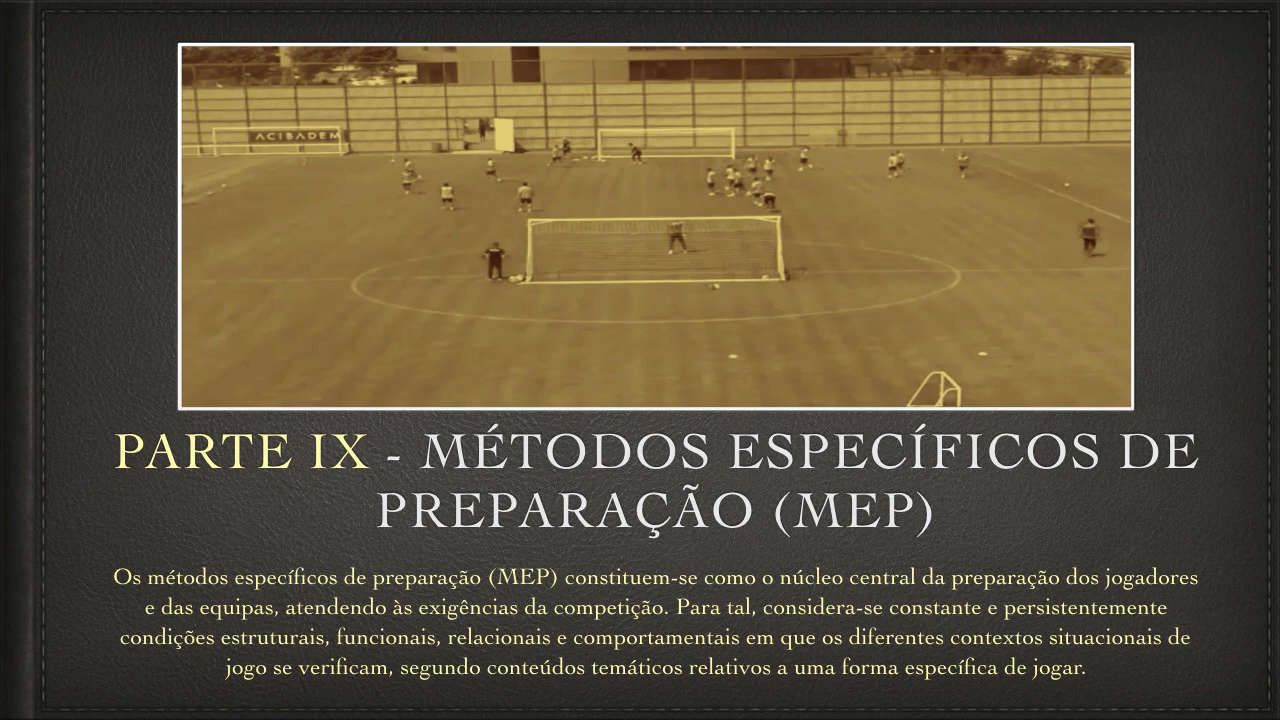 ACIBADEM
PARTE IX - MÉTODOS ESPECÍFICOS DE
PREPARAÇÃO (MEP)
Os métodos específicos de preparação (MEP) constituem-se como o núcleo central da preparação dos jogadores
e das equipas, atendendo às exigências da competição. Para tal, considera-se constante e persistentemente
condições estruturais, funcionais, relacionais e comportamentais em que os diferentes contextos situacionais de
jogo se verificam, segundo conteúdos temáticos relativos a uma forma específica de jogar.